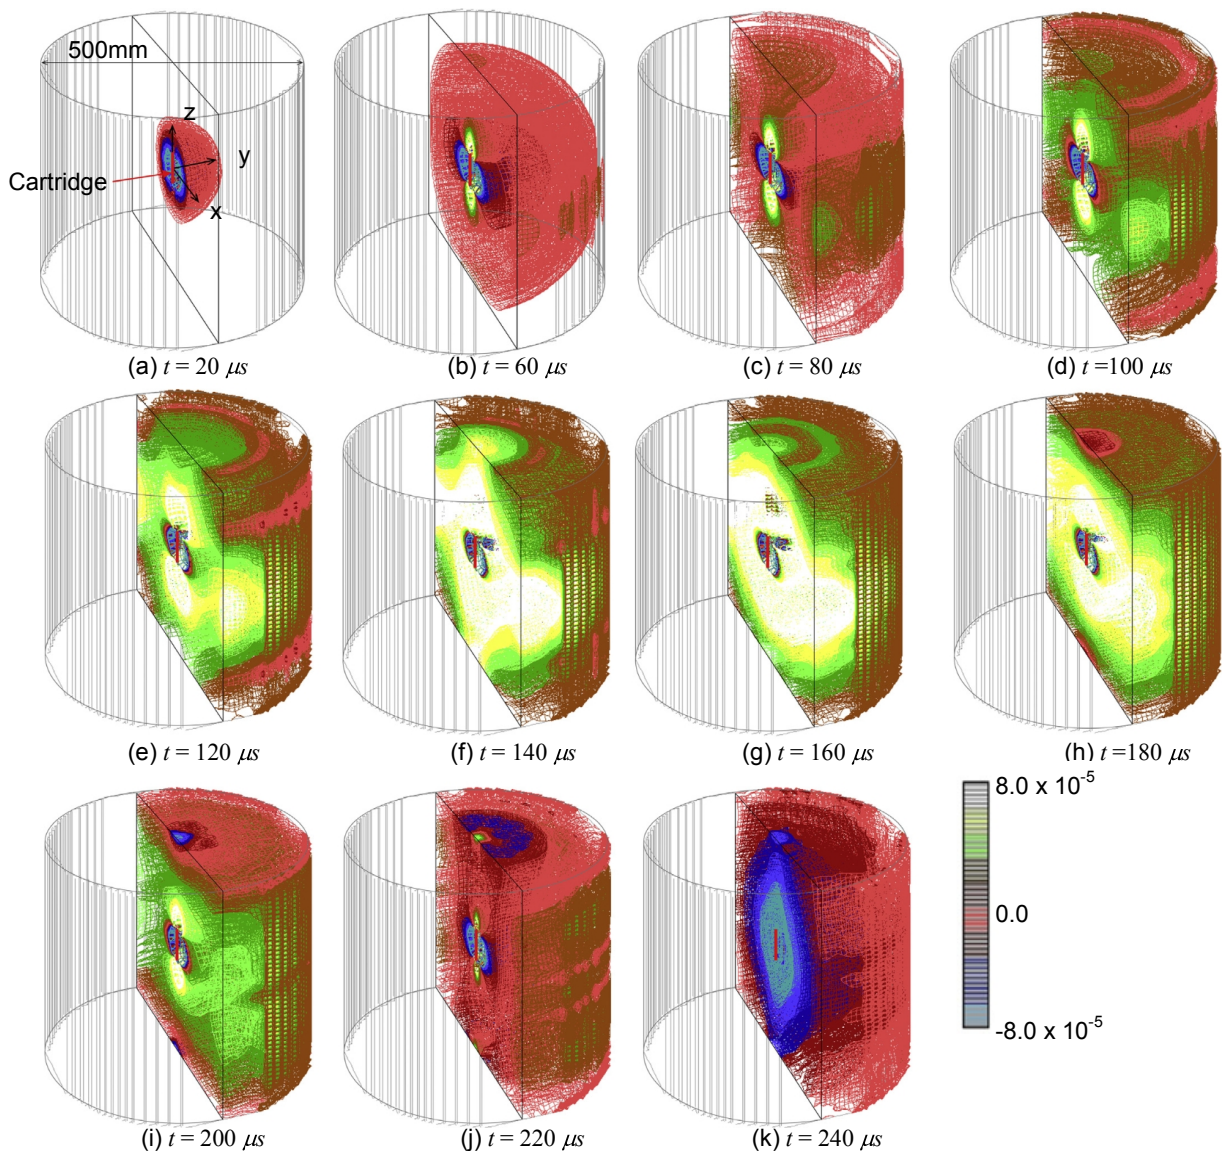 500mm
z
y
Cartridge
x
(a) t = 20 μs
(b) t = 60 μs
(c) t = 80 μs
(d) t =100 μs
(e) t = 120 μs
(f) t = 140 μs
(g) t = 160 μs
(h) t =180 μs
8.0 x 10⁻⁵
0.0
-8.0 x 10⁻⁵
(i) t = 200 μs
(j) t = 220 μs
(k) t = 240 μs